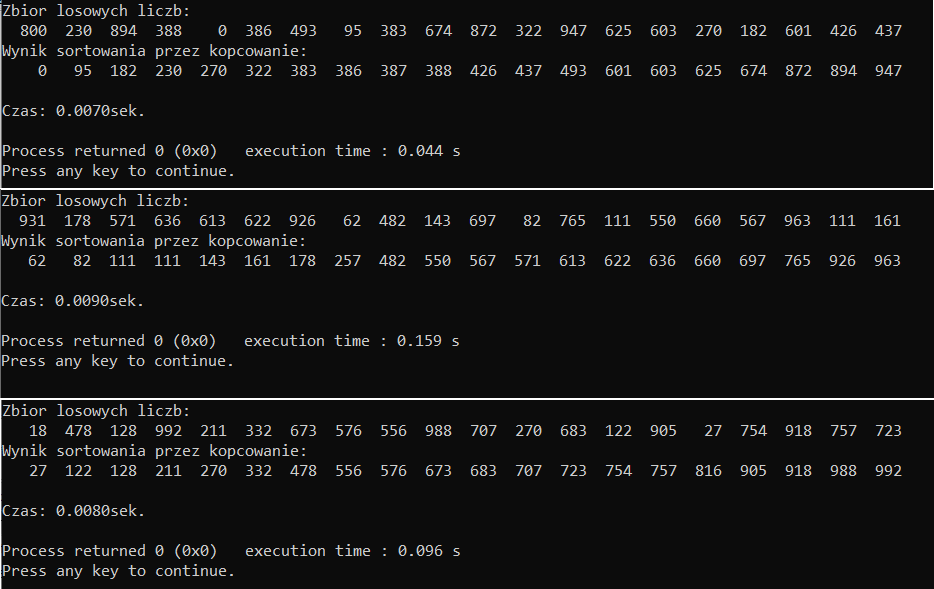 Zbior losowych liczb:
800 230 894 388 0 386 493 95 383 674 872 322 947 625 603 270 182 601 426 437
Wynik sortowania przez kopcowanie:
0 95 182 230 270 322 383 386 387 388 426 437 493 601 603 625 674 872 894 947
Czas: 0.0070sek.
Process returned 0 (0x0) execution time : 0.044 s
Press any key to continue.
Zbior losowych liczb:
931 178 571 636 613 622 926 62 482 143 697 82 765 111 550 660 567 963 111 161
Wynik sortowania przez kopcowanie:
62 82 111 111 143 161 178 257 482 550 567 571 613 622 636 660 697 765 926 963
Czas: 0.0090sek.
Process returned 0 (0x0) execution time : 0.159 s
Press any key to continue.
Zbior losowych liczb:
18 478 128 992 211 332 673 576 556 988 707 270 683 122 905 27 754 918 757 723
Wynik sortowania przez kopcowanie:
27 122 128 211 270 332 478 556 576 673 683 707 723 754 757 816 905 918 988 992
Czas: 0.0080sek.
Process returned 0 (0x0) execution time : 0.096 s
Press any key to continue.